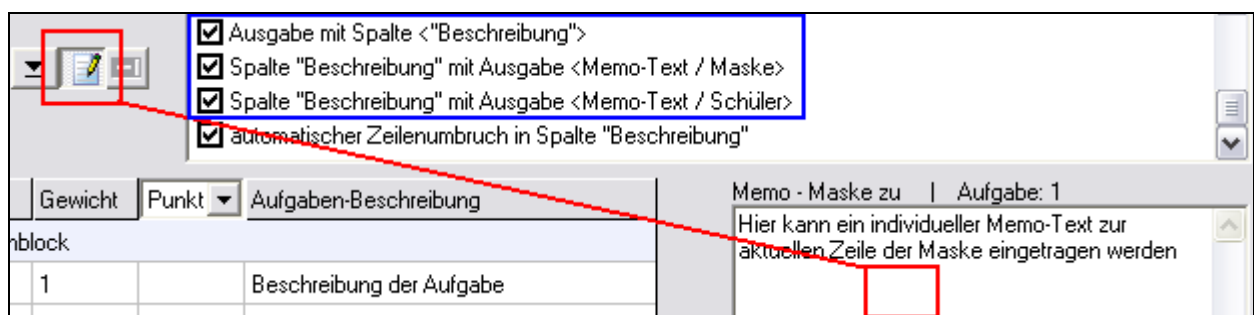 Ausgabe mit Spalte <"Beschreibung">
Spalte "Beschreibung" mit Ausgabe <Memo-Text / Maske>
Spalte "Beschreibung" mit Ausgabe <Memo-Text / Schüler>
automatischer Zeilenumbruch in Spalte "Beschreibung"
Gewicht Punkt Aufgaben-Beschreibung
Memo - Maske zu | Aufgabe: 1
Hier kann ein individueller Memo-Text zur
aktuellen Zeile der Maske eingetragen werden
1 Beschreibung der Aufgabe